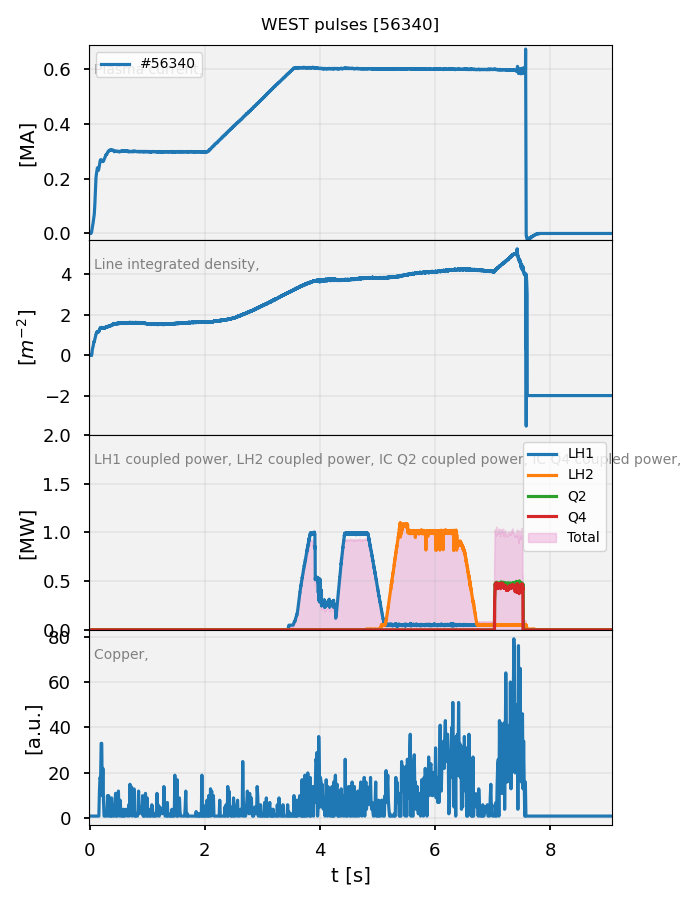 WEST pulses [56340]
#56340
Plasma current
[MA]
0.6
0.4
0.2
0.0
Line integrated density,
[m⁻²]
4
2
0
−2
LH1 coupled power, LH2 coupled power, IC Q2 coupled power, IC Q4 coupled power,
[MW]
2.0
1.5
1.0
0.5
0.0
LH1
LH2
Q2
Q4
Total
Copper,
[a.u.]
80
60
40
20
0
0 2 4 6 8
t [s]